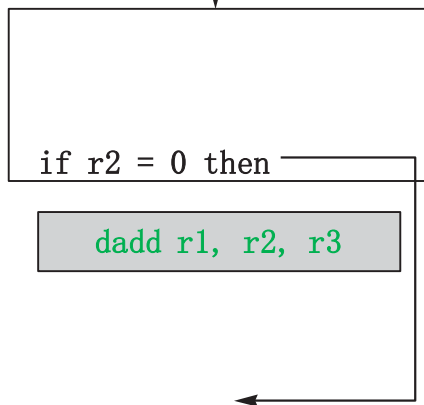 if r2 = 0 then
dadd r1, r2, r3